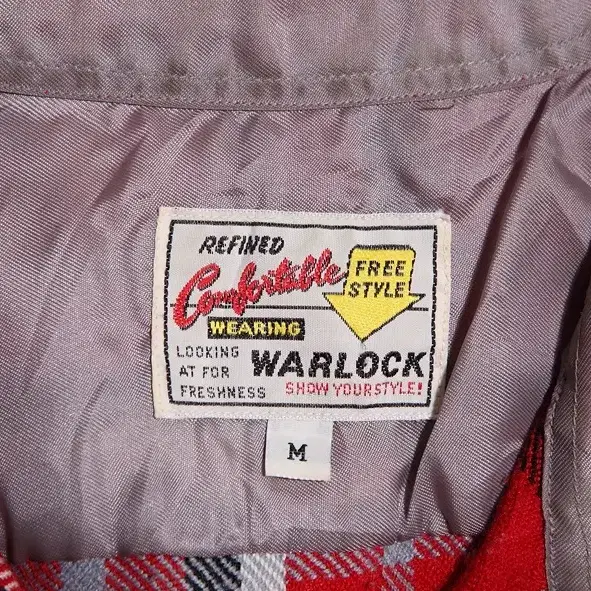 REFINED
Comfortable
FREE
STYLE
WEARING
LOOKING
AT FOR
FRESHNESS
WARLOCK
SHOW YOUR STYLE!
M